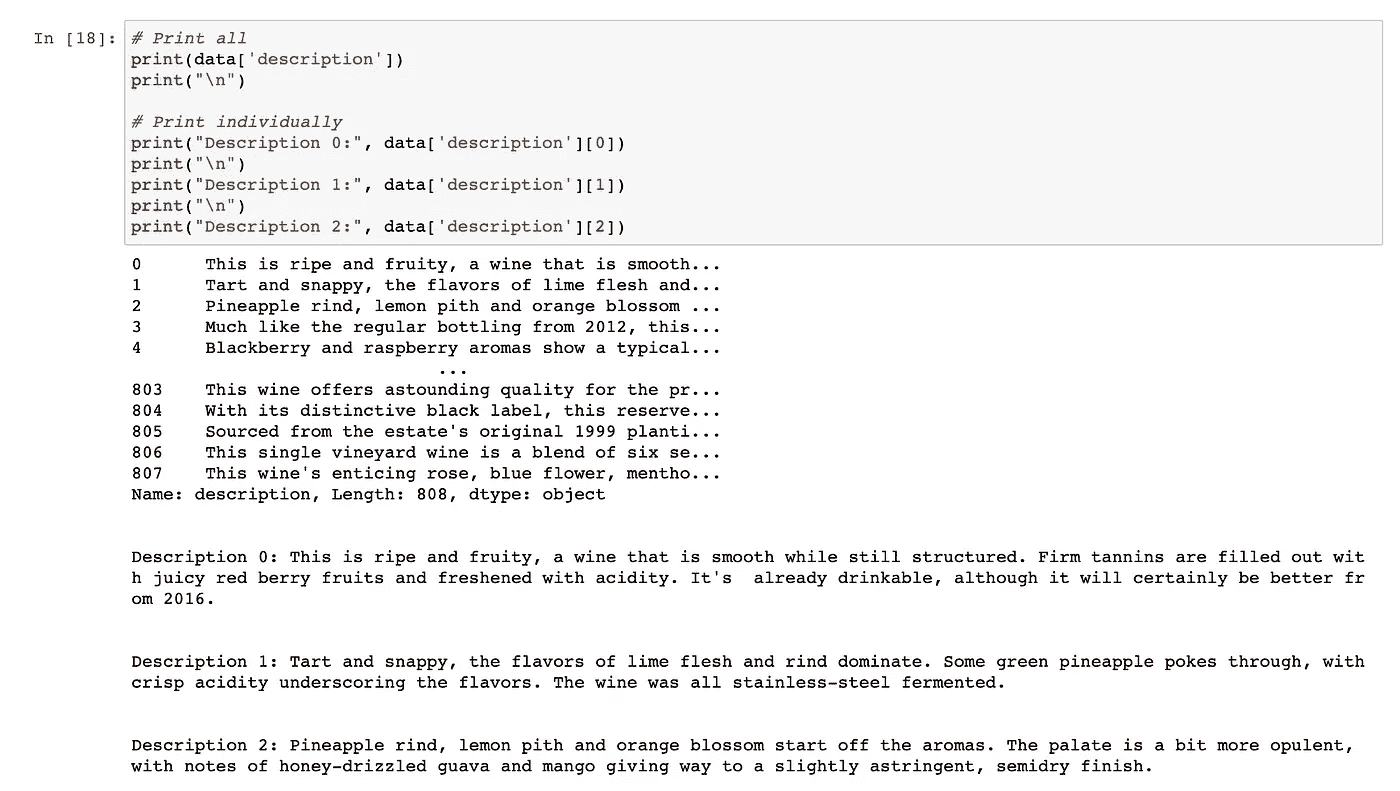 In [18]: # Print all
print(data['description'])
print("\n")
# Print individually
print("Description 0:", data['description'][0])
print("\n")
print("Description 1:", data['description'][1])
print("\n")
print("Description 2:", data['description'][2])
0      This is ripe and fruity, a wine that is smooth...
1      Tart and snappy, the flavors of lime flesh and...
2      Pineapple rind, lemon pith and orange blossom ...
3      Much like the regular bottling from 2012, this...
4      Blackberry and raspberry aromas show a typical...
...
803    This wine offers astounding quality for the pr...
804    With its distinctive black label, this reserve...
805    Sourced from the estate's original 1999 planti...
806    This single vineyard wine is a blend of six se...
807    This wine's enticing rose, blue flower, mentho...
Name: description, Length: 808, dtype: object
Description 0: This is ripe and fruity, a wine that is smooth while still structured. Firm tannins are filled out wit
h juicy red berry fruits and freshened with acidity. It's  already drinkable, although it will certainly be better fr
om 2016.
Description 1: Tart and snappy, the flavors of lime flesh and rind dominate. Some green pineapple pokes through, with
crisp acidity underscoring the flavors. The wine was all stainless-steel fermented.
Description 2: Pineapple rind, lemon pith and orange blossom start off the aromas. The palate is a bit more opulent,
with notes of honey-drizzled guava and mango giving way to a slightly astringent, semidry finish.